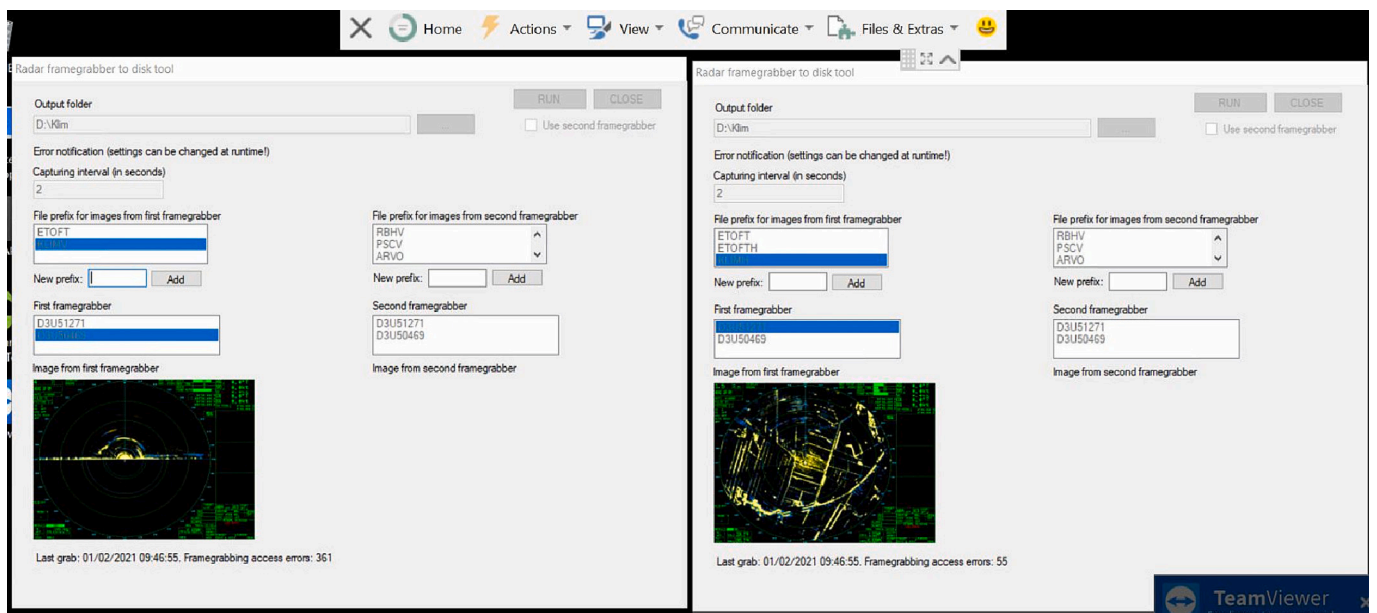 Home Actions View Communicate Files & Extras
Radar framegrabber to disk tool
Output folder
RUN CLOSE
D:\Klim
...
Use second framegrabber
Error notification (settings can be changed at runtime!)
Capturing interval (in seconds)
2
File prefix for images from first framegrabber
ETOFT
New prefix: Add
File prefix for images from second framegrabber
RBHV
PSCV
ARVO
New prefix: Add
First framegrabber
D3U51271
Second framegrabber
D3U51271
D3U50469
Image from first framegrabber
Image from second framegrabber
Last grab: 01/02/2021 09:46:55. Framegrabbing access errors: 361
Radar framegrabber to disk tool
Output folder
RUN CLOSE
D:\Klim
...
Use second framegrabber
Error notification (settings can be changed at runtime!)
Capturing interval (in seconds)
2
File prefix for images from first framegrabber
ETOFT
ETOFTH
New prefix: Add
File prefix for images from second framegrabber
RBHV
PSCV
ARVO
New prefix: Add
First framegrabber
D3U51271
D3U50469
Second framegrabber
D3U51271
D3U50469
Image from first framegrabber
Image from second framegrabber
Last grab: 01/02/2021 09:46:55. Framegrabbing access errors: 55
TeamViewer